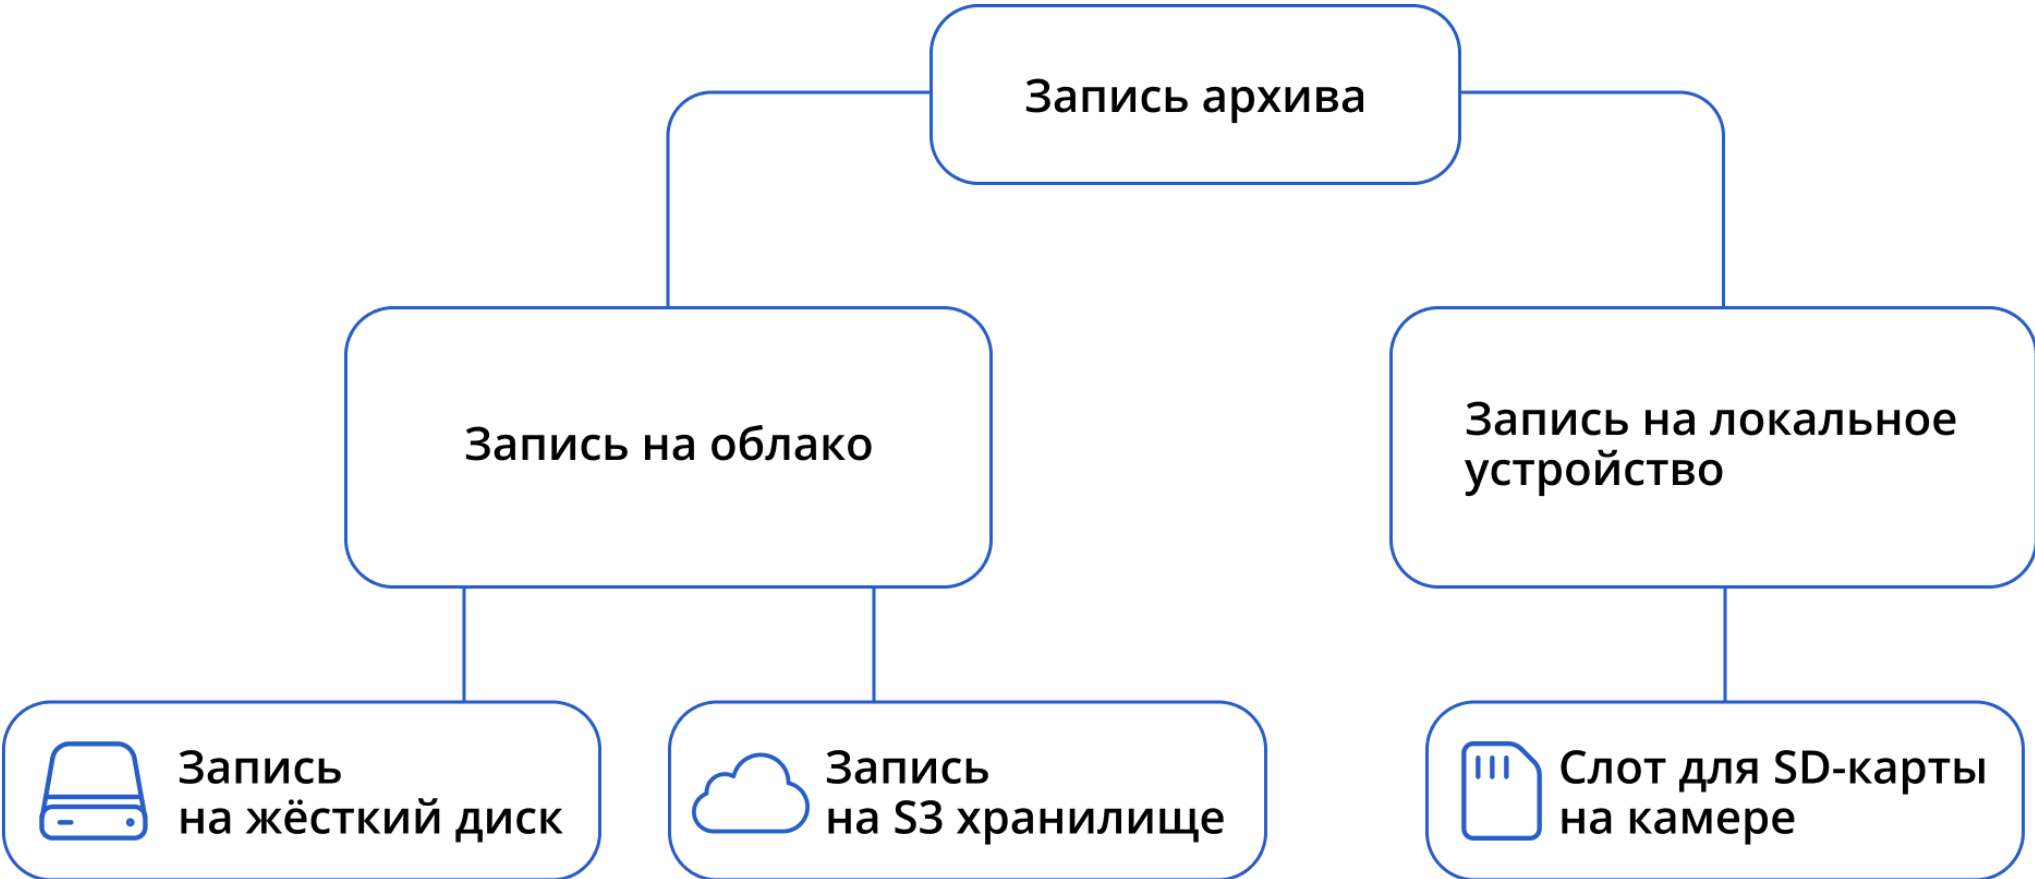 Запись архива
Запись на облако
Запись на локальное
устройство
Запись
на жёсткий диск
Запись
на S3 хранилище
Слот для SD-карты
на камере